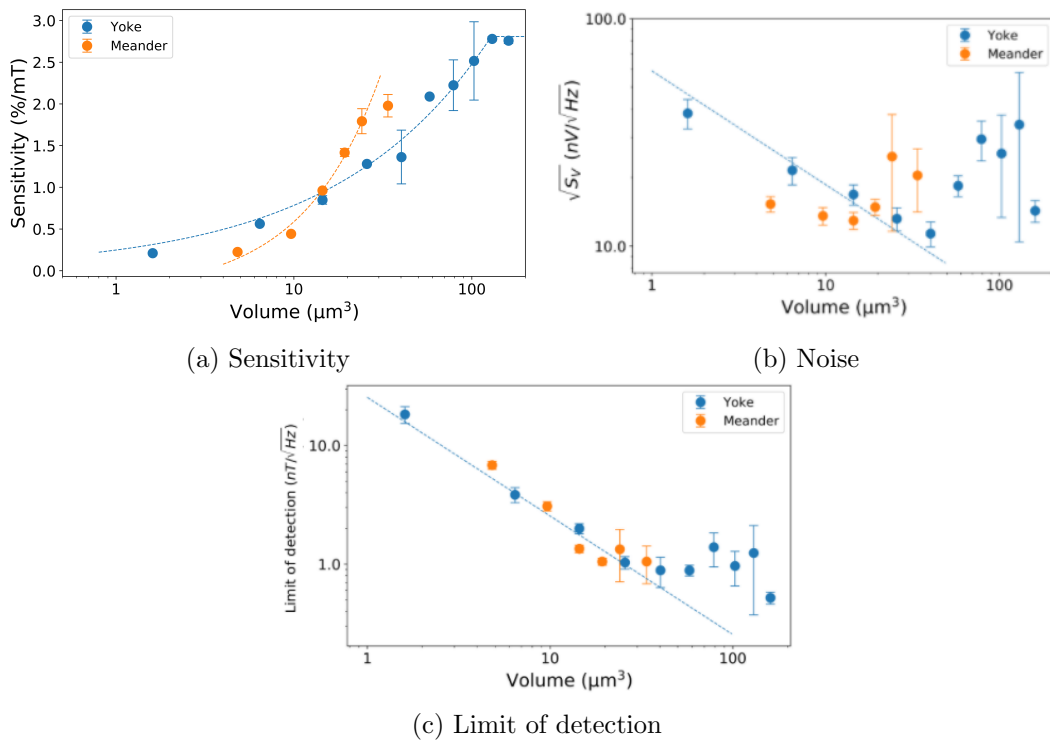 3.0
2.5
2.0
1.5
1.0
0.5
0.0
Sensitivity (%/mT)
Yoke
Meander
1
10
100
Volume (μm³)
(a) Sensitivity
100.0
10.0
√S_V (nV/√Hz)
Yoke
Meander
1
10
100
Volume (μm³)
(b) Noise
10.0
1.0
Limit of detection (nT/√Hz)
Yoke
Meander
1
10
100
Volume (μm³)
(c) Limit of detection